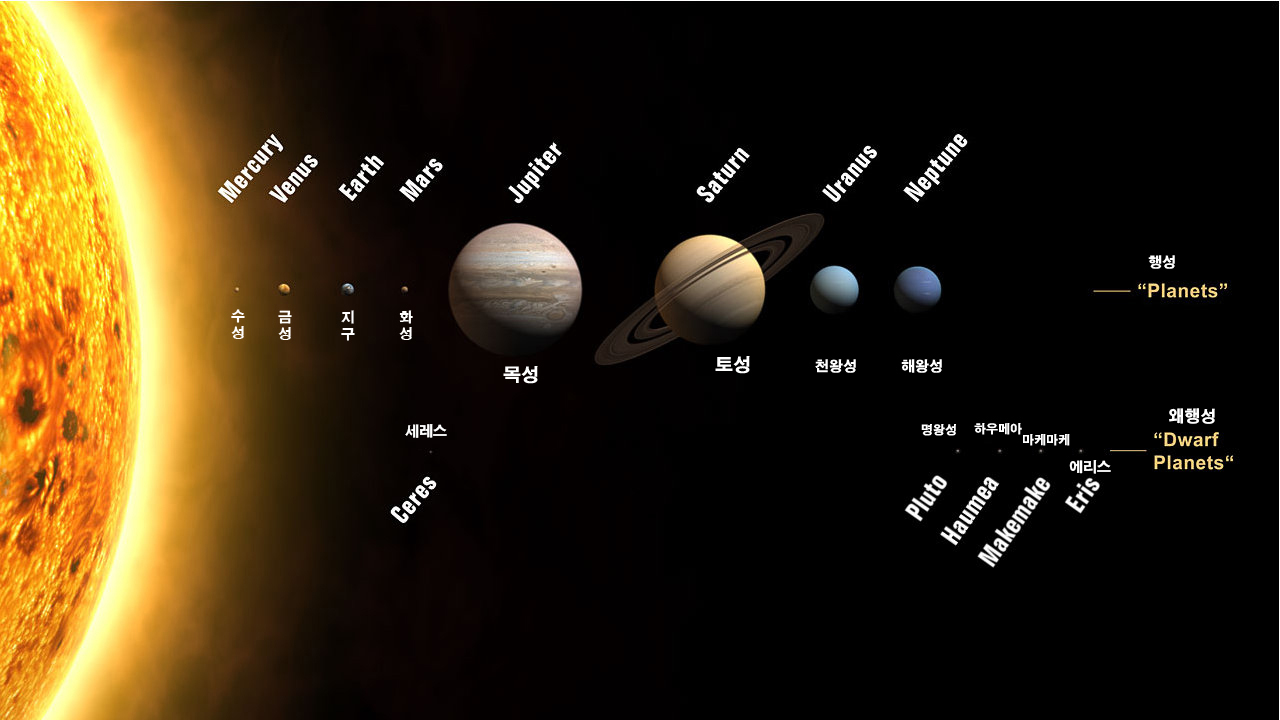 Mercury
Venus
Earth
Mars
Jupiter
Saturn
Uranus
Neptune
수성
금성
지구
화성
목성
토성
천왕성
해왕성
행성
“Planets”
세레스
Ceres
명왕성
하우메아
마케마케
에리스
Pluto
Haumea
Makemake
Eris
왜행성
“Dwarf
Planets“